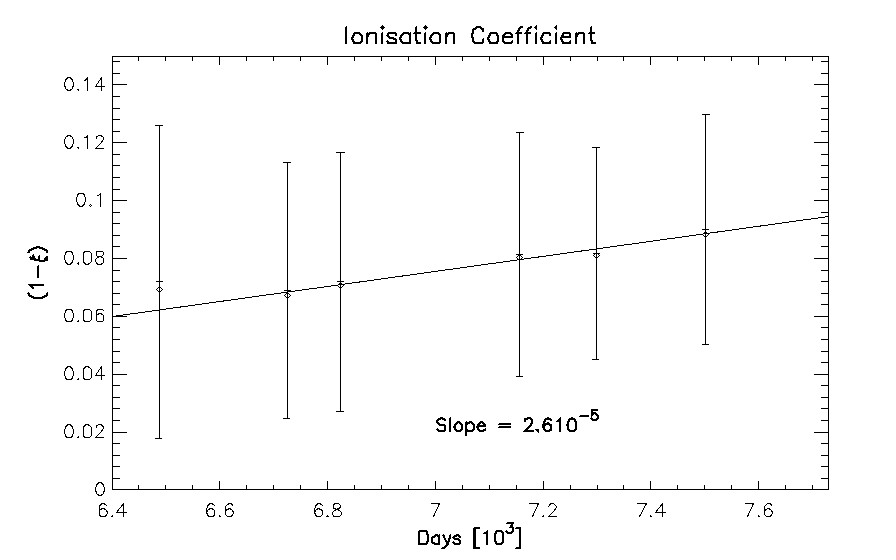 Ionisation Coefficient
0.14
0.12
0.1
0.08
0.06
0.04
0.02
0
(1-ξ)
Slope = 2.610⁻⁵
6.4 6.6 6.8 7 7.2 7.4 7.6
Days [10³]